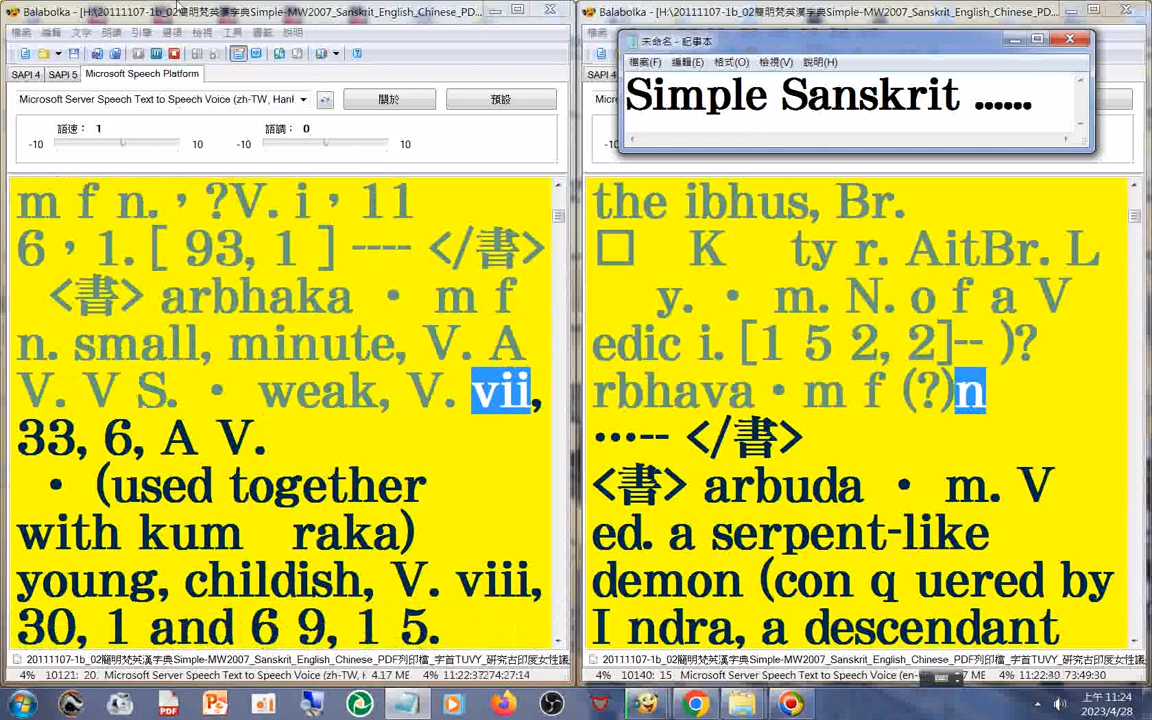 Balabolka - [H:\20111107-1b_02簡明梵英漢字典Simple-MW2007_Sanskrit_English_Chinese_PD...
檔案 編輯 文字 朗讀 引擎 選項 檢視 工具 書籤 說明
SAPI 4 SAPI 5 Microsoft Speech Platform
Microsoft Server Speech Text to Speech Voice (zh-TW, Hanl
關於 預設
語速： 1 語調： 0
-10 10 -10 10
m f n.，?V. i，11
6，1.[ 93, 1 ] ---- </書>
<書> arbhaka • m f
n. small, minute, V. A
V. V S. • weak, V. vii,
33, 6, A V.
• (used together
with kum raka)
young, childish, V. viii,
30, 1 and 6 9, 1 5.
20111107-1b_02簡明梵英漢字典Simple-MW2007_Sanskrit_English_Chinese_PDF列印檔_字首TUVY_研究古印度女性議
4% 10121: 20. Microsoft Server Speech Text to Speech Voice (zh-TW, H 4.17 ME 4% 11:22:37/274:27:14
Balabolka - [H:\20111107-1b_02簡明梵英漢字典Simple-MW2007_Sanskrit_English_Chinese_PD...
檔案
SAPI 4
未命名 - 記事本
檔案(F) 編輯(E) 格式(O) 檢視(V) 說明(H)
Simple Sanskrit ......
-10
the ibhus, Br.
□ K ty r. AitBr. L
y. • m. N. o f a V
edic i. [1 5 2, 2]-- )?
rbhava • m f (?)n
…-- </書>
<書> arbuda • m. V
ed. a serpent-like
demon (con q uered by
I ndra, a descendant
20111107-1b_02簡明梵英漢字典Simple-MW2007_Sanskrit_English_Chinese_PDF列印檔_字首TUVY_研究古印度女性議
4% 10140: 15 Microsoft Server Speech Text to Speech Voice (en- 4.17 ME 4% 11:22:30 73:49:30
上午 11:24
2023/4/28